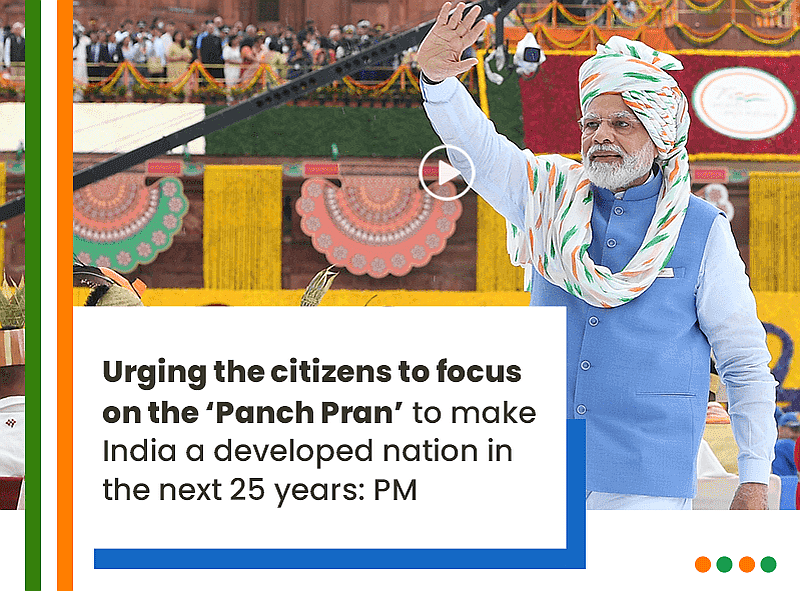 Urging the citizens to focus
on the ‘Panch Pran’ to make
India a developed nation in
the next 25 years: PM